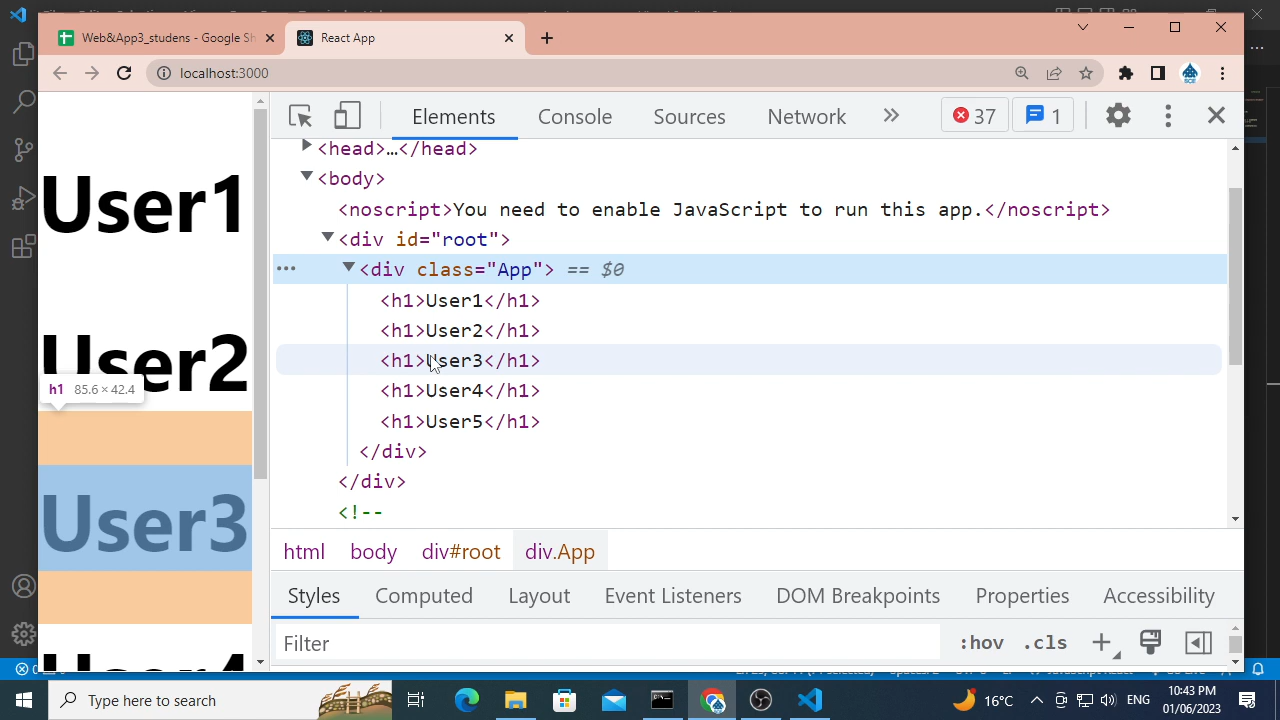 Web&App3_studens - Google Sh
React App
localhost:3000
User1
User2
h1 85.6 × 42.4
User3
Elements
Console
Sources
Network
37
1
<head>…</head>
<body>
<noscript>You need to enable JavaScript to run this app.</noscript>
<div id="root">
<div class="App"> == $0
<h1>User1</h1>
<h1>User2</h1>
<h1>User3</h1>
<h1>User4</h1>
<h1>User5</h1>
</div>
</div>
<!--
html
body
div#root
div.App
Styles
Computed
Layout
Event Listeners
DOM Breakpoints
Properties
Accessibility
Filter
:hov
.cls
Type here to search
16°C
ENG
10:43 PM
01/06/2023